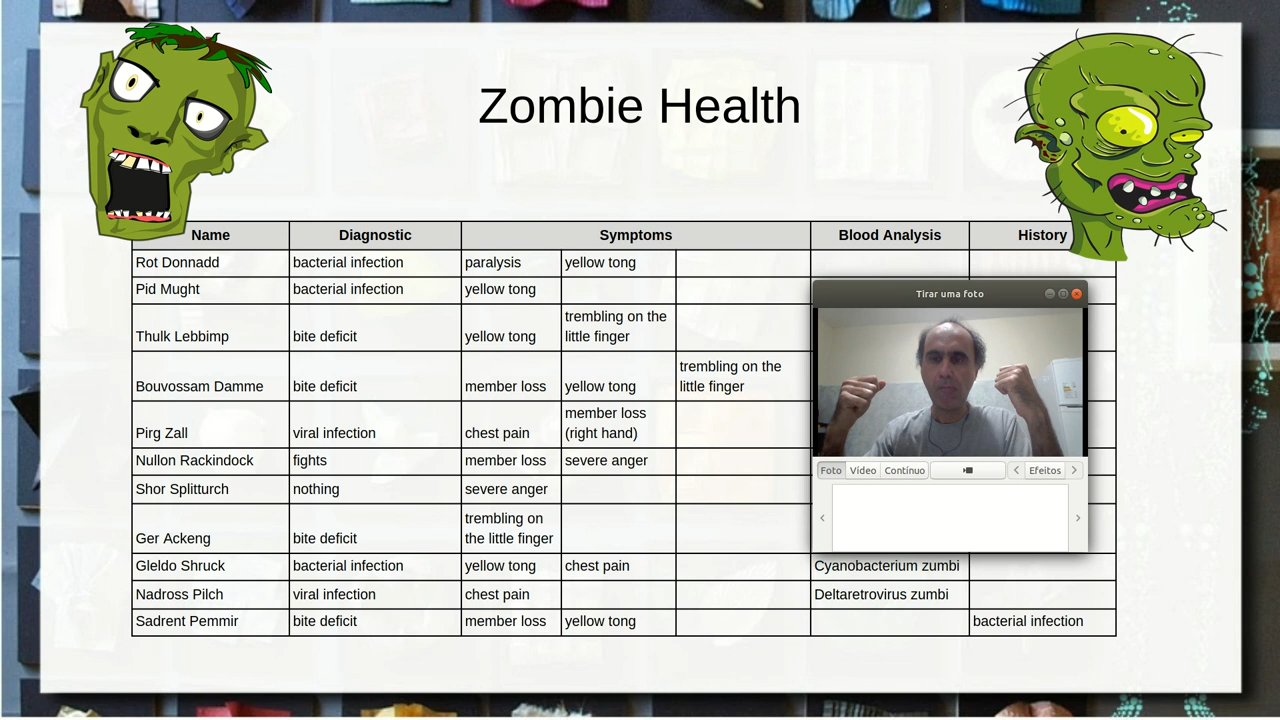 Zombie Health
Name Diagnostic Symptoms Blood Analysis History
Rot Donnadd bacterial infection paralysis yellow tong
Pid Mught bacterial infection yellow tong
Tirar uma foto
Thulk Lebbimp bite deficit yellow tong trembling on the
little finger
Bouvossam Damme bite deficit member loss yellow tong trembling on the
little finger
Pirg Zall viral infection chest pain member loss
(right hand)
Nullon Rackindock fights member loss severe anger
Foto Vídeo Contínuo Efeitos
Shor Splitturch nothing severe anger
Ger Ackeng bite deficit trembling on
the little finger
Gleldo Shruck bacterial infection yellow tong chest pain Cyanobacterium zumbi
Nadross Pilch viral infection chest pain Deltaretrovirus zumbi
Sadrent Pemmir bite deficit member loss yellow tong bacterial infection